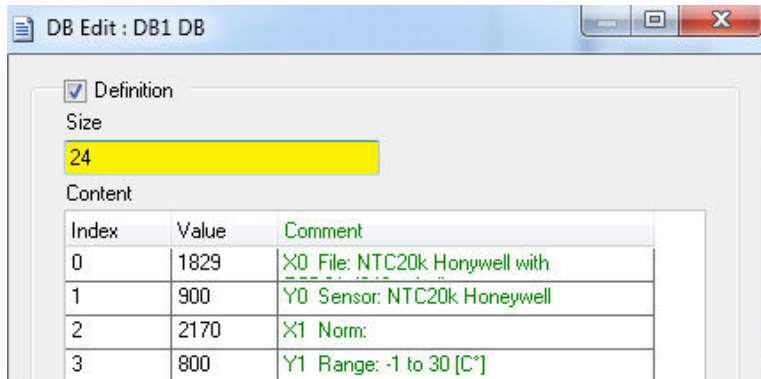 DB Edit : DB1 DB
Definition
Size
24
Content
Index Value Comment
0 1829 X0 File: NTC20k Honywell with
1 900 Y0 Sensor: NTC20k Honeywell
2 2170 X1 Norm:
3 800 Y1 Range: -1 to 30 [C°]